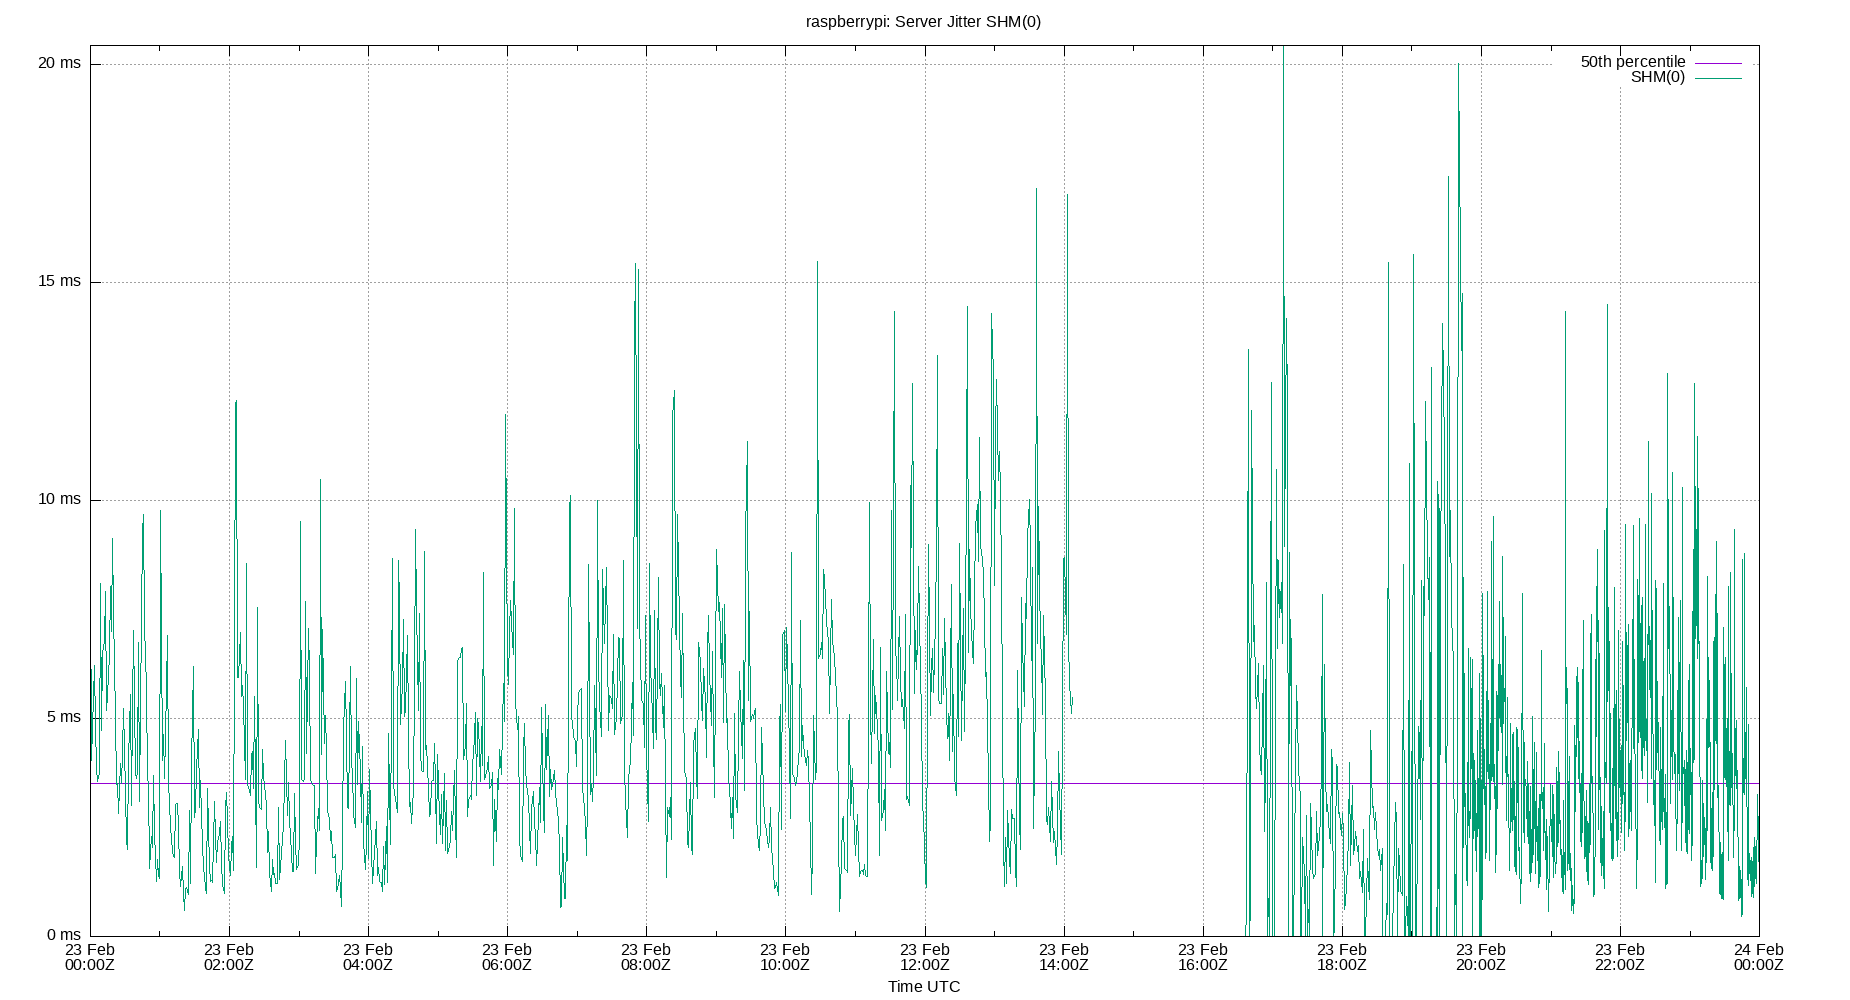 raspberrypi: Server Jitter SHM(0)
20 ms
15 ms
10 ms
5 ms
0 ms
50th percentile
SHM(0)
23 Feb
00:00Z
23 Feb
02:00Z
23 Feb
04:00Z
23 Feb
06:00Z
23 Feb
08:00Z
23 Feb
10:00Z
23 Feb
12:00Z
23 Feb
14:00Z
23 Feb
16:00Z
23 Feb
18:00Z
23 Feb
20:00Z
23 Feb
22:00Z
24 Feb
00:00Z
Time UTC